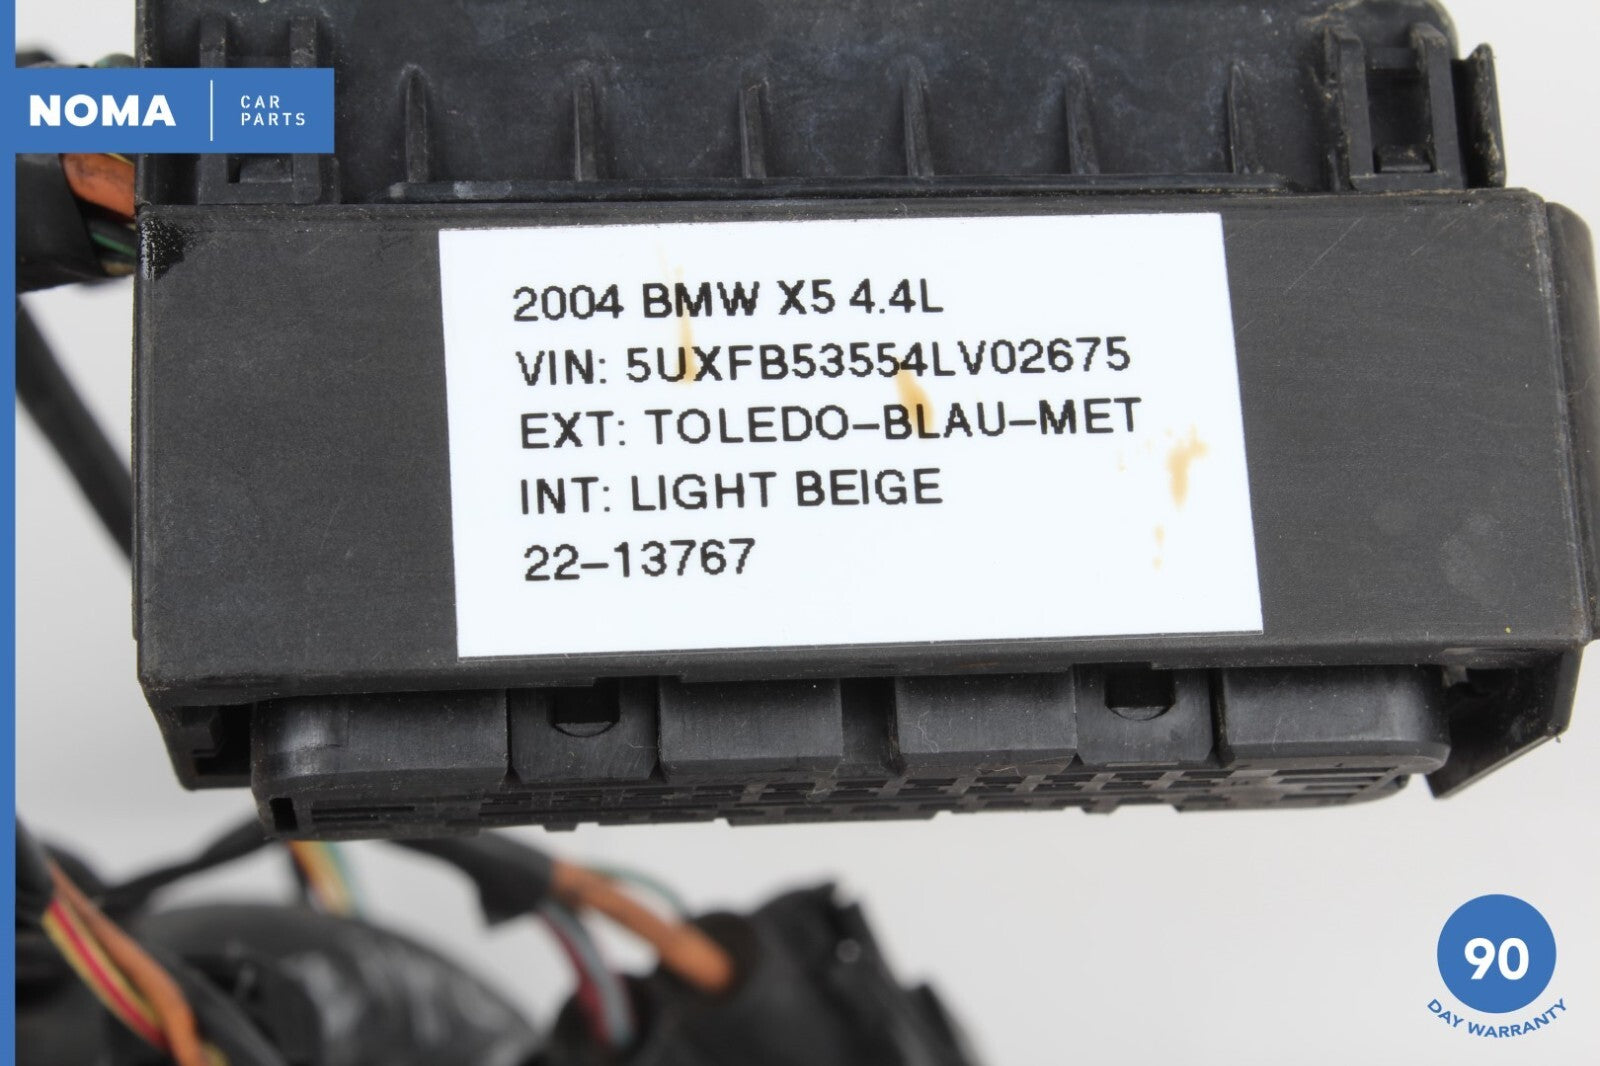 NOMA
CAR
PARTS
2004 BMW X5 4.4L
VIN: 5UXFB53554LV02675
EXT: TOLEDO-BLAU-MET
INT: LIGHT BEIGE
22-13767
90
DAY WARRANTY